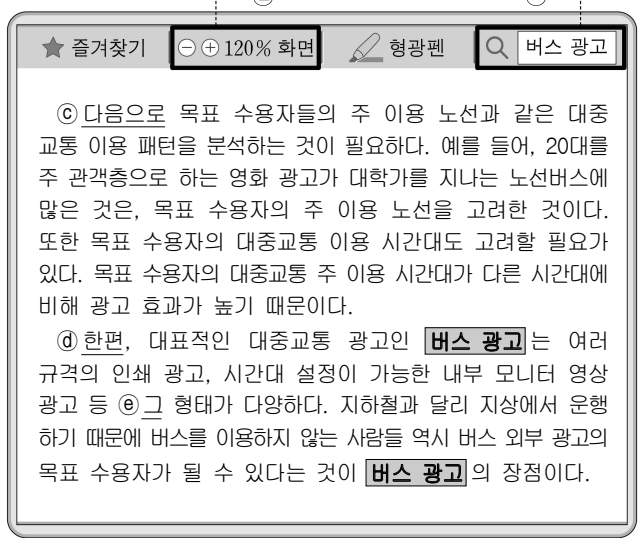 ★ 즐겨찾기 ⊖⊕120% 화면 형광펜 버스 광고
ⓒ다음으로 목표 수용자들의 주 이용 노선과 같은 대중
교통 이용 패턴을 분석하는 것이 필요하다. 예를 들어, 20대를
주 관객층으로 하는 영화 광고가 대학가를 지나는 노선버스에
많은 것은, 목표 수용자의 주 이용 노선을 고려한 것이다.
또한 목표 수용자의 대중교통 이용 시간대도 고려할 필요가
있다. 목표 수용자의 대중교통 주 이용 시간대가 다른 시간대에
비해 광고 효과가 높기 때문이다.
ⓓ한편, 대표적인 대중교통 광고인 버스 광고는 여러
규격의 인쇄 광고, 시간대 설정이 가능한 내부 모니터 영상
광고 등 ⓔ그 형태가 다양하다. 지하철과 달리 지상에서 운행
하기 때문에 버스를 이용하지 않는 사람들 역시 버스 외부 광고의
목표 수용자가 될 수 있다는 것이 버스 광고의 장점이다.